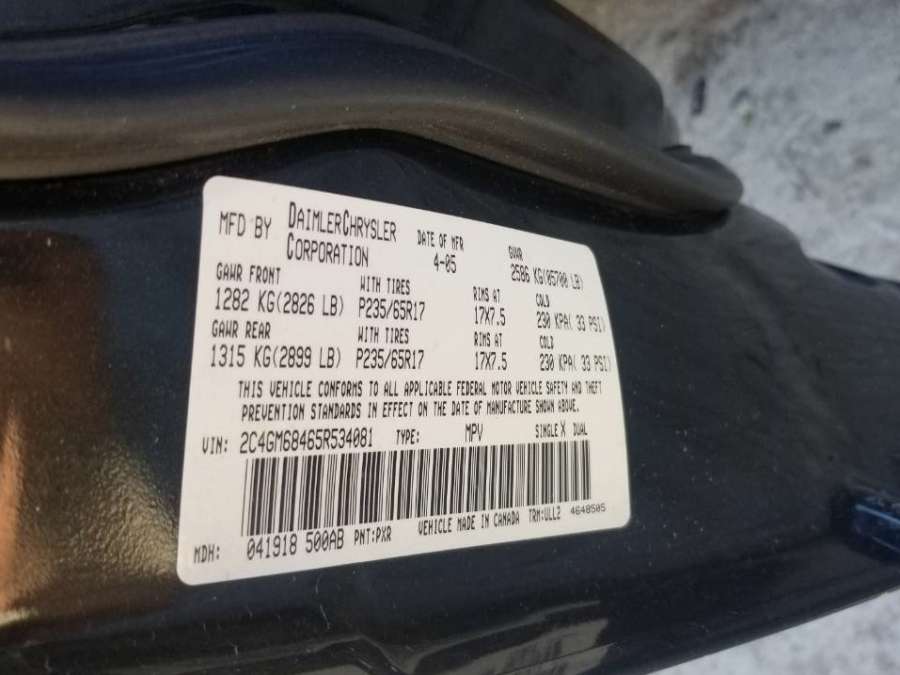 MFD BY DAIMLERCHRYSLER CORPORATION DATE OF MFR 4-05 GVWR 2586 KG(05700 LB)
GAWR FRONT WITH TIRES RIMS AT COLD
1282 KG(2826 LB) P235/65R17 17X7.5 230 KPA( 33 PSI)
GAWR REAR WITH TIRES RIMS AT COLD
1315 KG(2899 LB) P235/65R17 17X7.5 230 KPA( 33 PSI)
THIS VEHICLE CONFORMS TO ALL APPLICABLE FEDERAL MOTOR VEHICLE SAFETY AND THEFT
PREVENTION STANDARDS IN EFFECT ON THE DATE OF MANUFACTURE SHOWN ABOVE.
VIN: 2C4GM68465R534081 TYPE: MPV SINGLE X DUAL
MDH: 041918 500AB PNT:PXR VEHICLE MADE IN CANADA TRM:ULL2 4648505